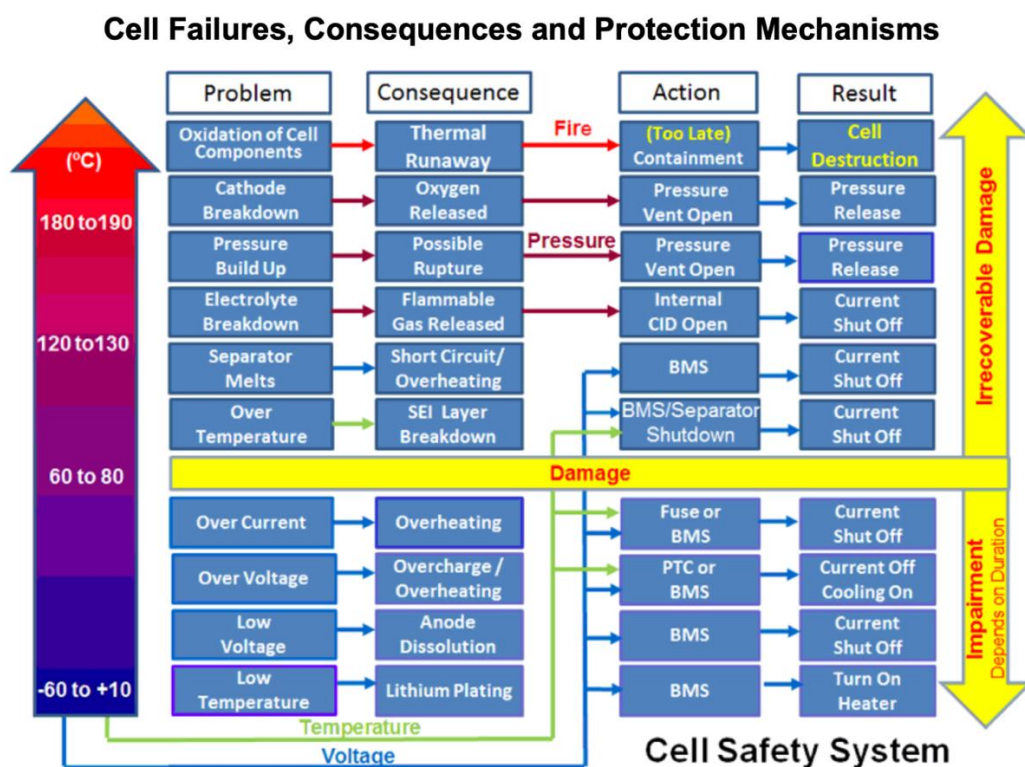 Cell Failures, Consequences and Protection Mechanisms
Problem
Consequence
Action
Result
(ºC)
Oxidation of Cell
Components
Thermal
Runaway
Fire
(Too Late)
Containment
Cell
Destruction
180 to190
Cathode
Breakdown
Oxygen
Released
Pressure
Vent Open
Pressure
Release
Pressure
Build Up
Possible
Rupture
Pressure
Pressure
Vent Open
Pressure
Release
120 to130
Electrolyte
Breakdown
Flammable
Gas Released
Internal
CID Open
Current
Shut Off
Separator
Melts
Short Circuit/
Overheating
BMS
Current
Shut Off
Over
Temperature
SEI Layer
Breakdown
BMS/Separator
Shutdown
Current
Shut Off
Irrecoverable Damage
60 to 80
Damage
Over Current
Overheating
Fuse or
BMS
Current
Shut Off
Over Voltage
Overcharge /
Overheating
PTC or
BMS
Current Off
Cooling On
Low
Voltage
Anode
Dissolution
BMS
Current
Shut Off
-60 to +10
Low
Temperature
Lithium Plating
BMS
Turn On
Heater
Impairment
Depends on Duration
Temperature
Voltage
Cell Safety System